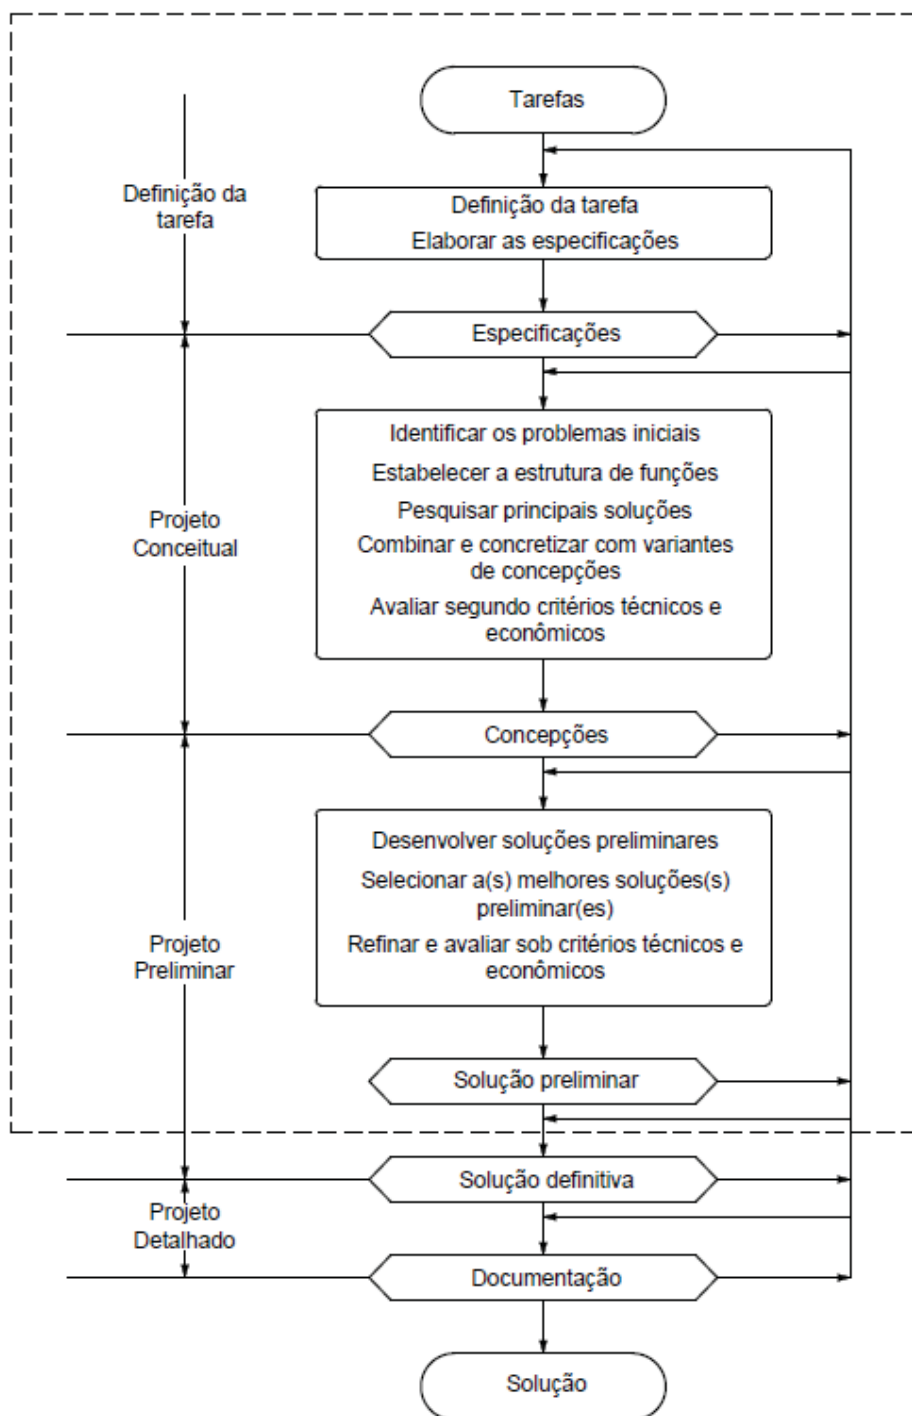 Tarefas
Definição da
tarefa
Definição da tarefa
Elaborar as especificações
Especificações
Projeto
Conceitual
Identificar os problemas iniciais
Estabelecer a estrutura de funções
Pesquisar principais soluções
Combinar e concretizar com variantes
de concepções
Avaliar segundo critérios técnicos e
econômicos
Concepções
Projeto
Preliminar
Desenvolver soluções preliminares
Selecionar a(s) melhores soluções(s)
preliminar(es)
Refinar e avaliar sob critérios técnicos e
econômicos
Solução preliminar
Solução definitiva
Projeto
Detalhado
Documentação
Solução